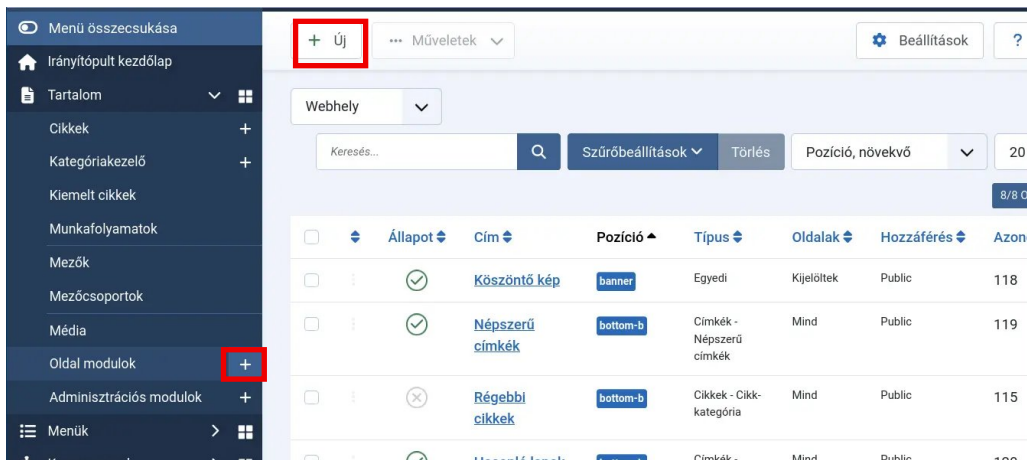 Menü összecsukása
Irányítópult kezdőlap
Tartalom
Cikkek
Kategóriakezelő
Kiemelt cikkek
Munkafolyamatok
Mezők
Mezőcsoportok
Média
Oldal modulok
Adminisztrációs modulok
Menük
Új
Műveletek
Beállítások
?
Webhely
Keresés...
Szűrőbeállítások
Törlés
Pozíció, növekvő
20
8/8
Állapot Cím Pozíció Típus Oldalak Hozzáférés
Köszöntő kép banner Egyedi Kijelöltek Public 118
Népszerű címkék bottom-b Címkék - Népszerű címkék Mind Public 119
Régebbi cikkek bottom-b Cikkek - Cikk-kategória Mind Public 115
Címkék - Mind Public